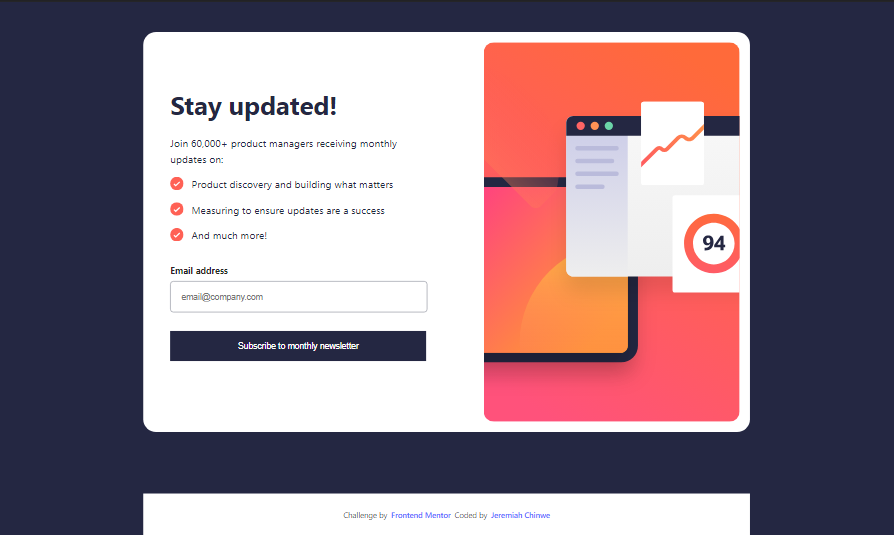 Stay updated!
Join 60,000+ product managers receiving monthly
updates on:
Product discovery and building what matters
Measuring to ensure updates are a success
And much more!
Email address
email@company.com
Subscribe to monthly newsletter
94
Challenge by Frontend Mentor Coded by Jeremiah Chinwe